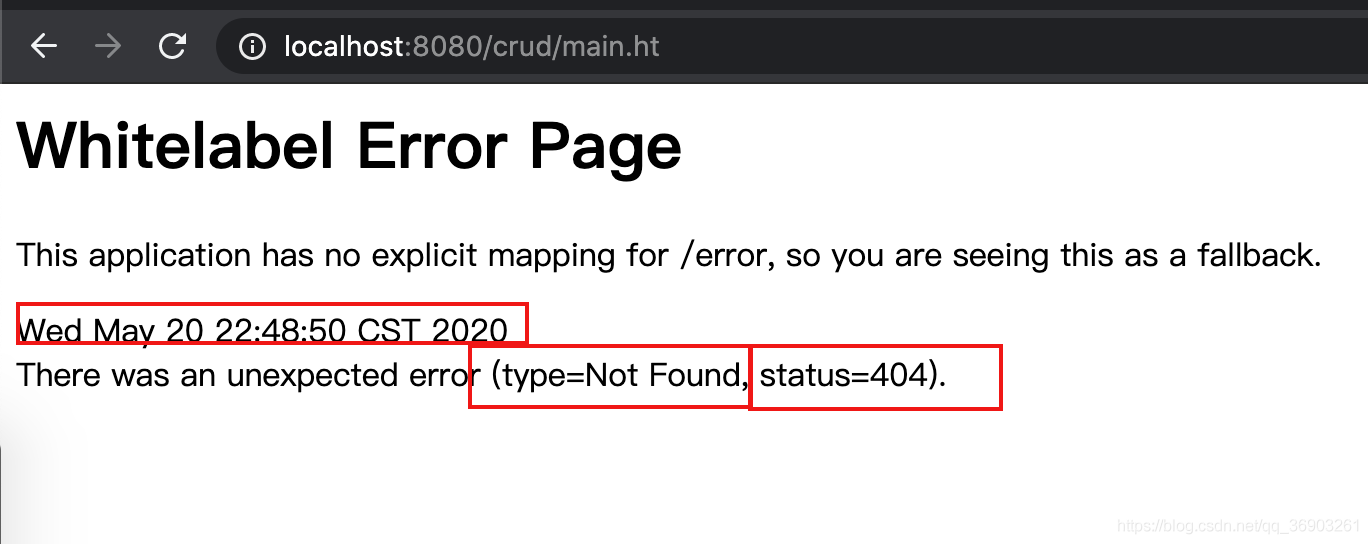 localhost:8080/crud/main.ht
Whitelabel Error Page
This application has no explicit mapping for /error, so you are seeing this as a fallback.
Wed May 20 22:48:50 CST 2020
There was an unexpected error (type=Not Found, status=404).
https://blog.csdn.net/qq_36903261